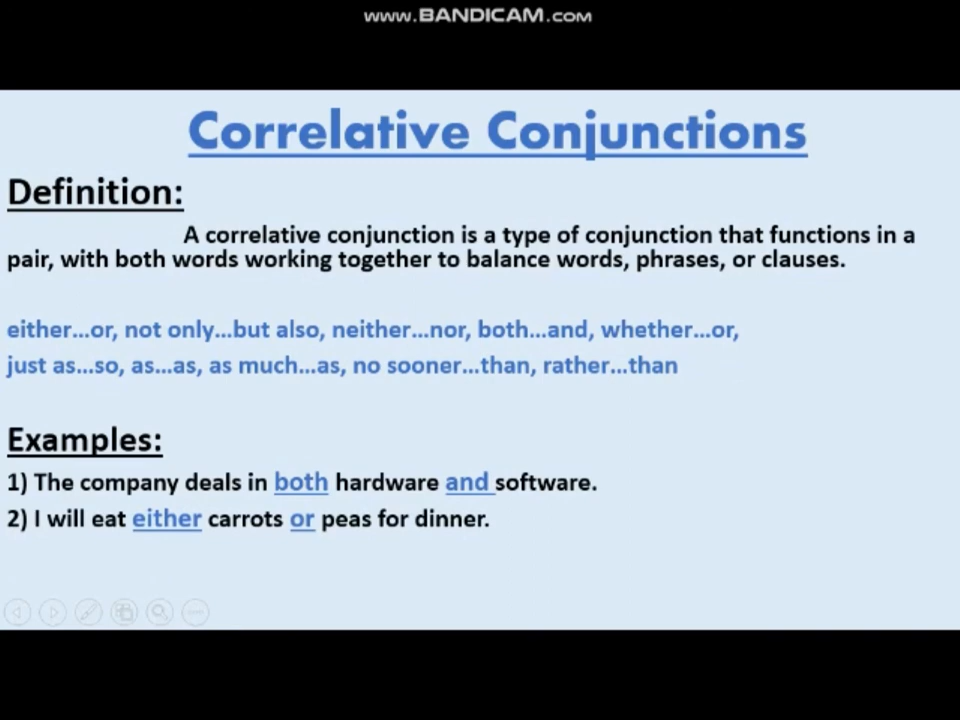 www.BANDICAM.com
Correlative Conjunctions
Definition:
A correlative conjunction is a type of conjunction that functions in a
pair, with both words working together to balance words, phrases, or clauses.
either...or, not only...but also, neither...nor, both...and, whether...or,
just as...so, as...as, as much...as, no sooner...than, rather...than
Examples:
1) The company deals in both hardware and software.
2) I will eat either carrots or peas for dinner.